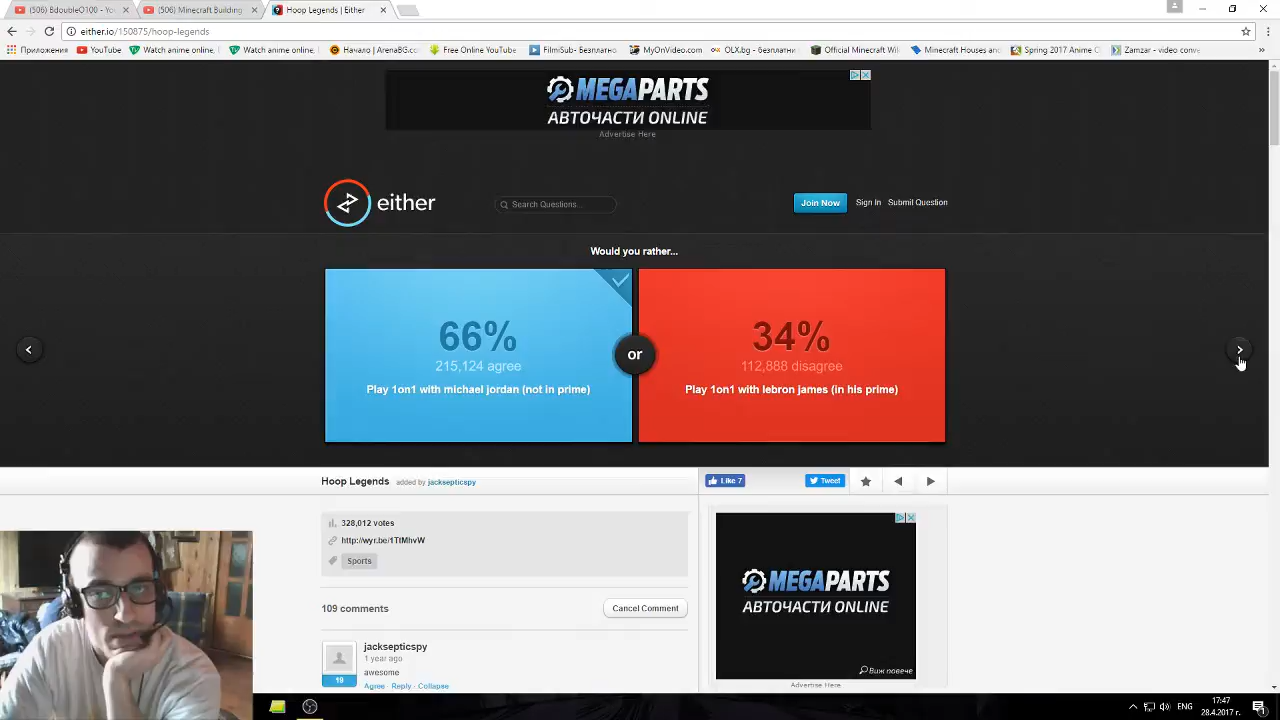 (506) BdoubleO100 - You
(506) Minecraft Building
Hoop Legends | Either
either.io/150875/hoop-legends
Приложения
YouTube
Watch anime online,
Watch anime online,
Начало / ArenaBG.co
Free Online YouTube
FilmiSub - Безплатно
MyOnVideo.com
OLX.bg - безплатни
Official Minecraft Wik
Minecraft Houses and
Spring 2017 Anime C
Zamzar - video conve
MEGAPARTS
АВТОЧАСТИ ONLINE
Advertise Here
either
Search Questions...
Join Now
Sign In
Submit Question
Would you rather...
66%
215,124 agree
Play 1on1 with michael jordan (not in prime)
or
34%
112,888 disagree
Play 1on1 with lebron james (in his prime)
Hoop Legends
added by jacksepticspy
Like 7
Tweet
328,012 votes
http://wyr.be/1TtMhvW
Sports
109 comments
Cancel Comment
jacksepticspy
1 year ago
awesome
19
Agree · Reply · Collapse
MEGAPARTS
АВТОЧАСТИ ONLINE
Виж повече
Advertise Here
ENG
17:47
28.4.2017 г.